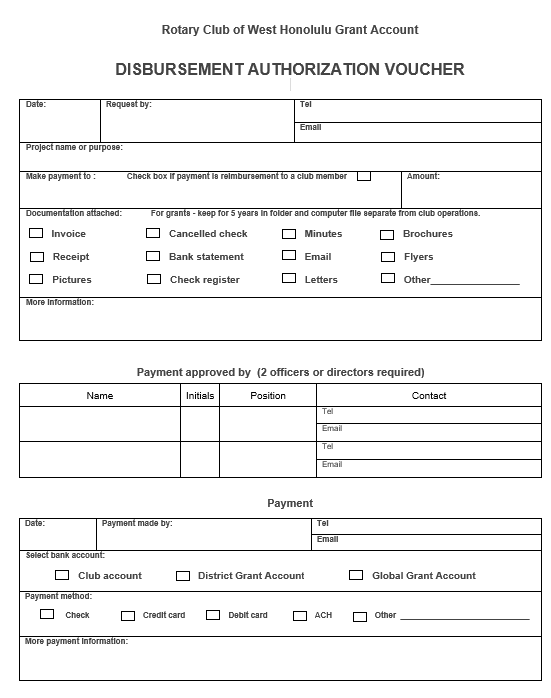 Rotary Club of West Honolulu Grant Account
DISBURSEMENT AUTHORIZATION VOUCHER
Date: Request by: Tel
Email
Project name or purpose:
Make payment to : Check box if payment is reimbursement to a club member Amount:
Documentation attached: For grants - keep for 5 years in folder and computer file separate from club operations.
Invoice Cancelled check Minutes Brochures
Receipt Bank statement Email Flyers
Pictures Check register Letters Other____________________
More Information:
Payment approved by (2 officers or directors required)
Name Initials Position Contact
Tel
Email
Tel
Email
Payment
Date: Payment made by: Tel
Email
Select bank account:
Club account District Grant Account Global Grant Account
Payment method:
Check Credit card Debit card ACH Other ____________________________
More payment information: